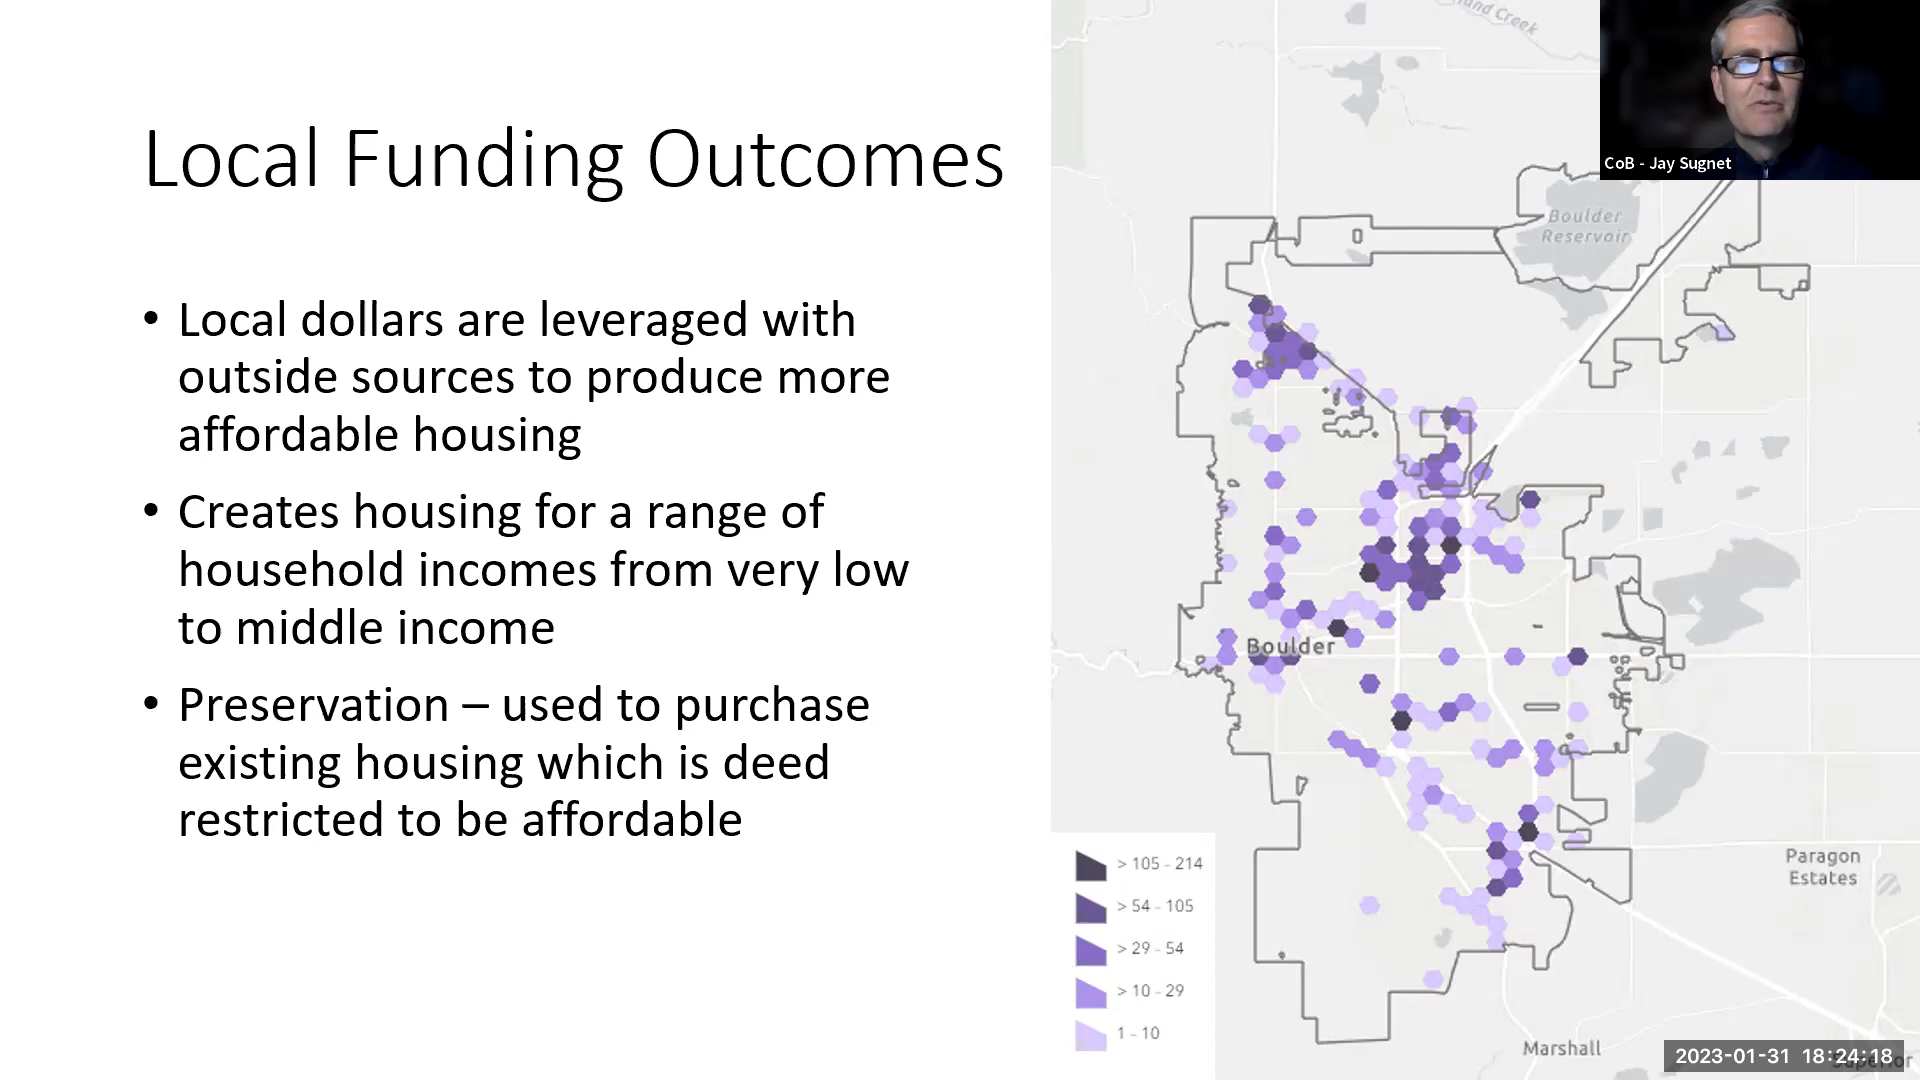 Local Funding Outcomes
• Local dollars are leveraged with
outside sources to produce more
affordable housing
• Creates housing for a range of
household incomes from very low
to middle income
• Preservation – used to purchase
existing housing which is deed
restricted to be affordable
Creek
CoB - Jay Sugnet
Boulder
Reservoir
Boulder
> 105 - 214
> 54 - 105
> 29 - 54
> 10 - 29
1 - 10
Paragon
Estates
Marshall
Superior
2023-01-31 18:24:18